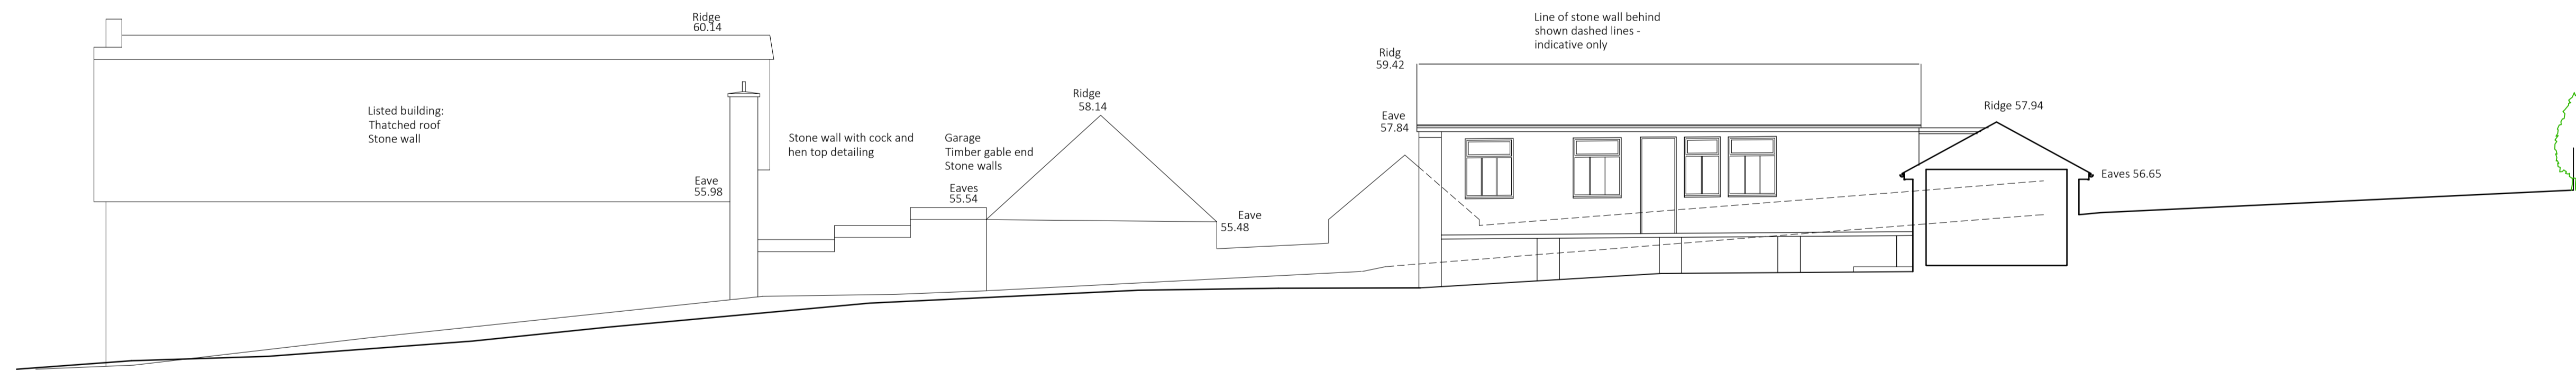 Ridge
60.14
Listed building:
Thatched roof
Stone wall
Eave
55.98
Stone wall with cock and
hen top detailing
Garage
Timber gable end
Stone walls
Eaves
55.54
Ridge
58.14
Eave
55.48
Ridg
59.42
Eave
57.84
Line of stone wall behind
shown dashed lines -
indicative only
Ridge 57.94
Eaves 56.65